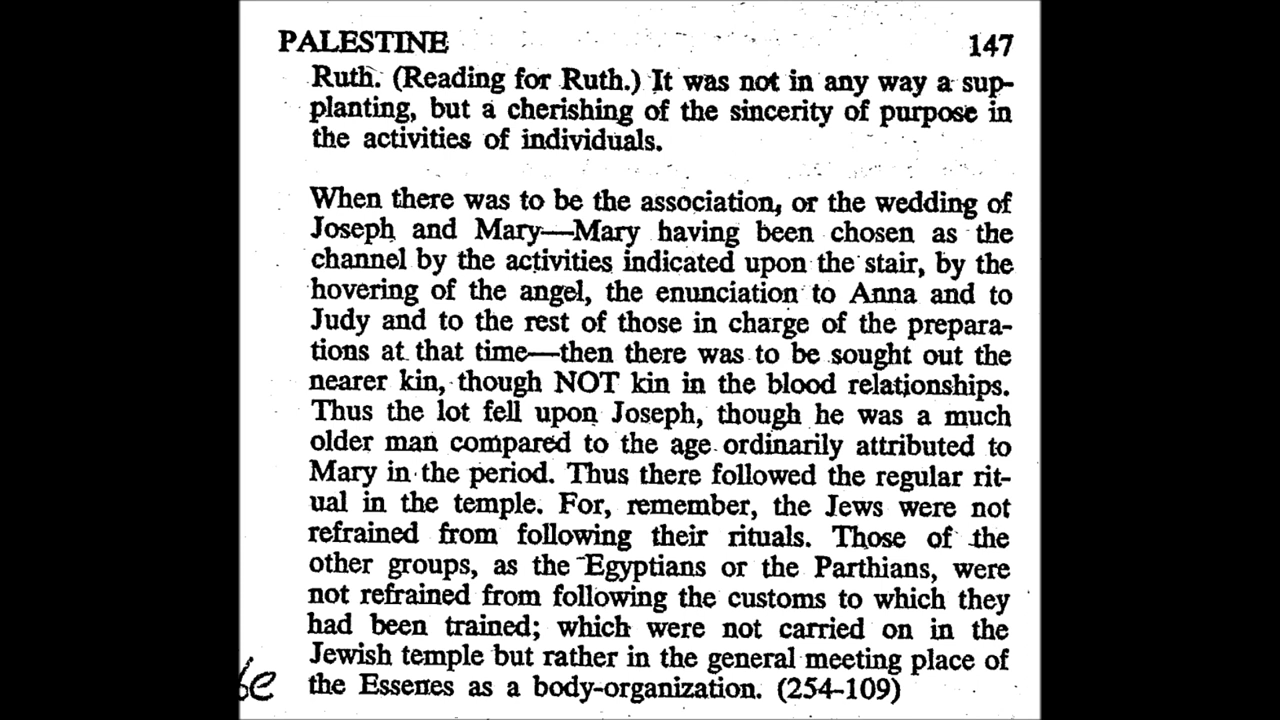 PALESTINE 147
Ruth. (Reading for Ruth.) It was not in any way a sup-
planting, but a cherishing of the sincerity of purpose in
the activities of individuals.
When there was to be the association, or the wedding of
Joseph and Mary—Mary having been chosen as the
channel by the activities indicated upon the stair, by the
hovering of the angel, the enunciation to Anna and to
Judy and to the rest of those in charge of the prepara-
tions at that time—then there was to be sought out the
nearer kin, though NOT kin in the blood relationships.
Thus the lot fell upon Joseph, though he was a much
older man compared to the age ordinarily attributed to
Mary in the period. Thus there followed the regular rit-
ual in the temple. For, remember, the Jews were not
refrained from following their rituals. Those of the
other groups, as the Egyptians or the Parthians, were
not refrained from following the customs to which they
had been trained; which were not carried on in the
Jewish temple but rather in the general meeting place of
the Essenes as a body-organization. (254-109)